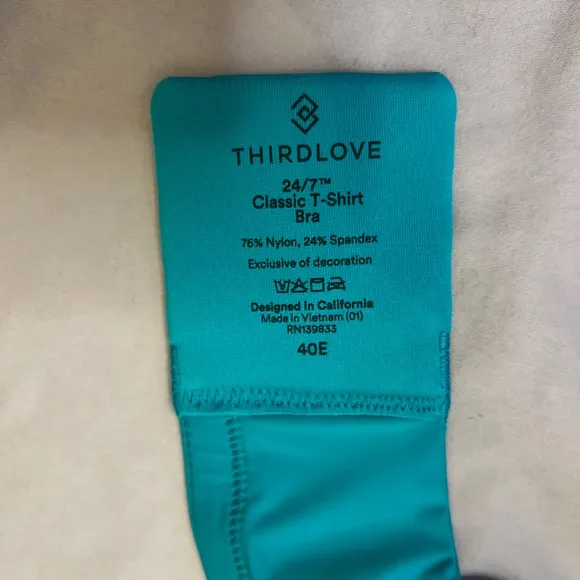 THIRDLOVE
24/7™
Classic T-Shirt
Bra
76% Nylon, 24% Spandex
Exclusive of decoration
Designed in California
Made in Vietnam (01)
RN139833
40E